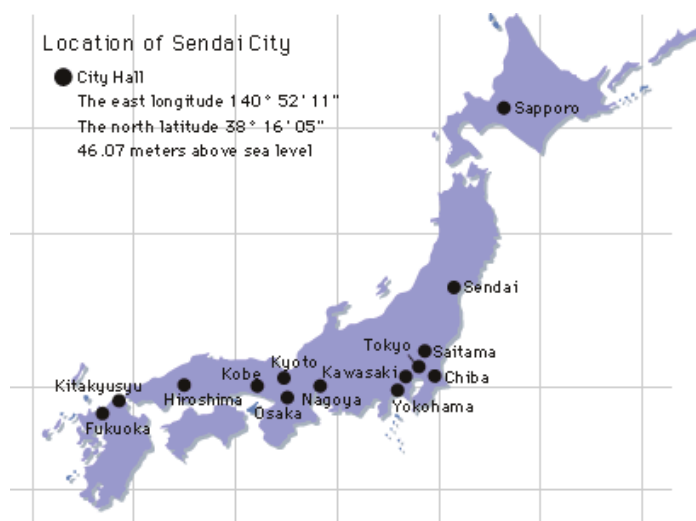 Location of Sendai City
City Hall
The east longitude 140° 52'11"
The north latitude 38° 16'05"
46.07 meters above sea level
Sapporo
Sendai
Tokyo
Saitama
Kyoto
Kobe
Kawasaki
Chiba
Kitakyusyu
Hiroshima
Nagoya
Yokohama
Osaka
Fukuoka